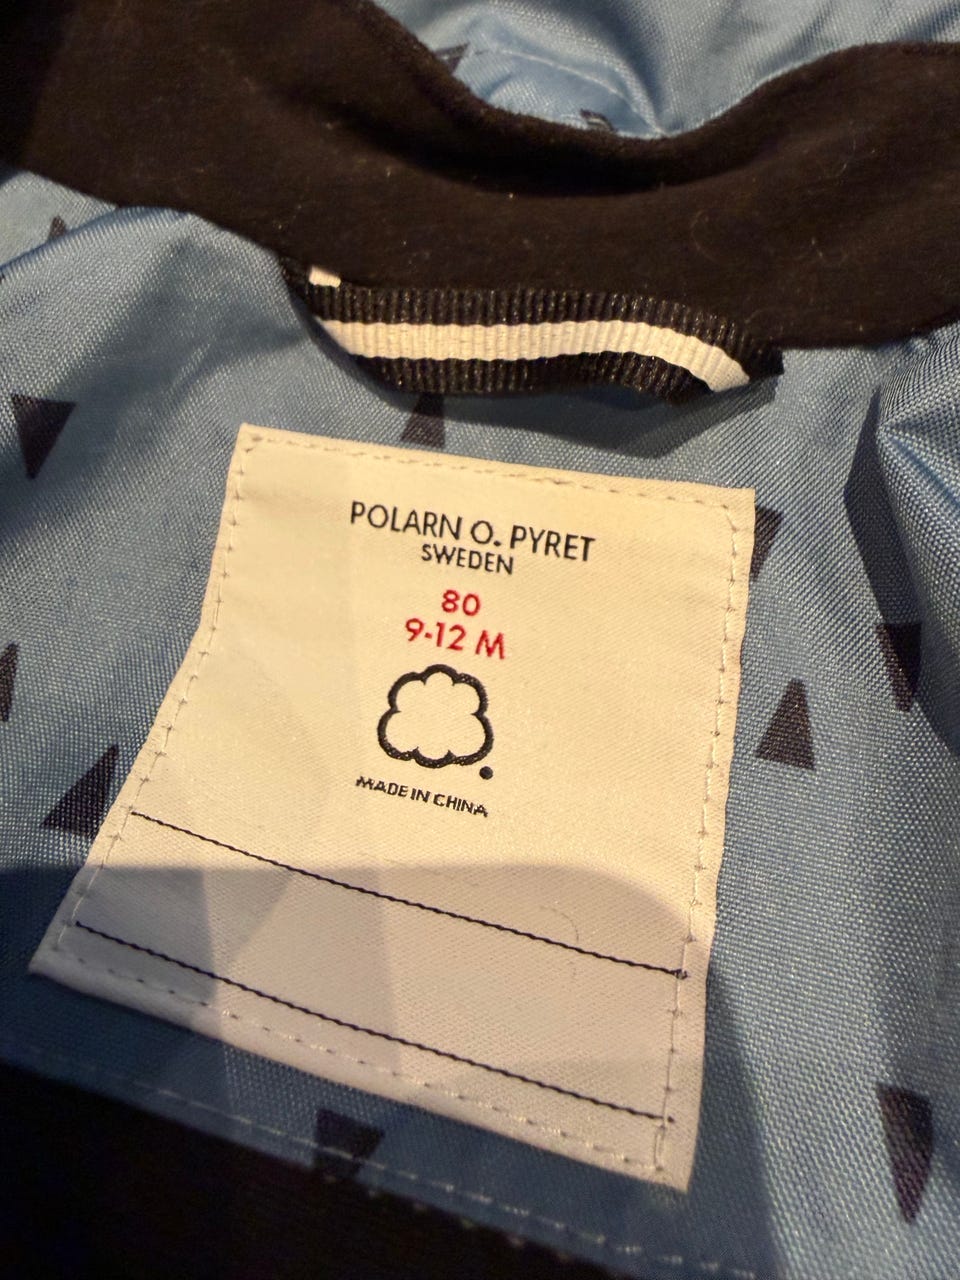 POLARN O. PYRET
SWEDEN
80
9-12 M
MADE IN CHINA